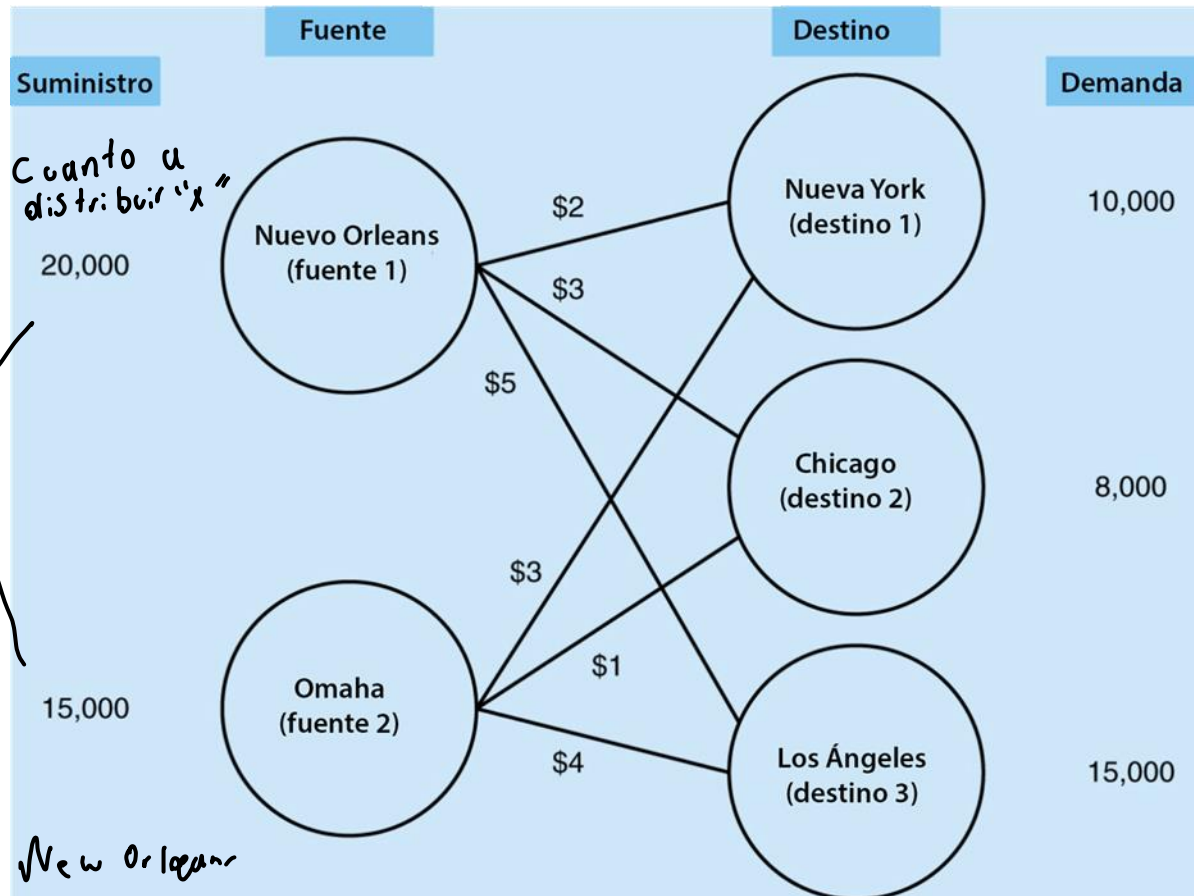 Fuente
Destino
Suministro
Demanda
Cuanto a
distribuir "x"
20,000
Nuevo Orleans
(fuente 1)
$2
$3
$5
Nueva York
(destino 1)
10,000
Chicago
(destino 2)
8,000
$3
$1
$4
15,000
Omaha
(fuente 2)
Los Ángeles
(destino 3)
15,000
New Orleans